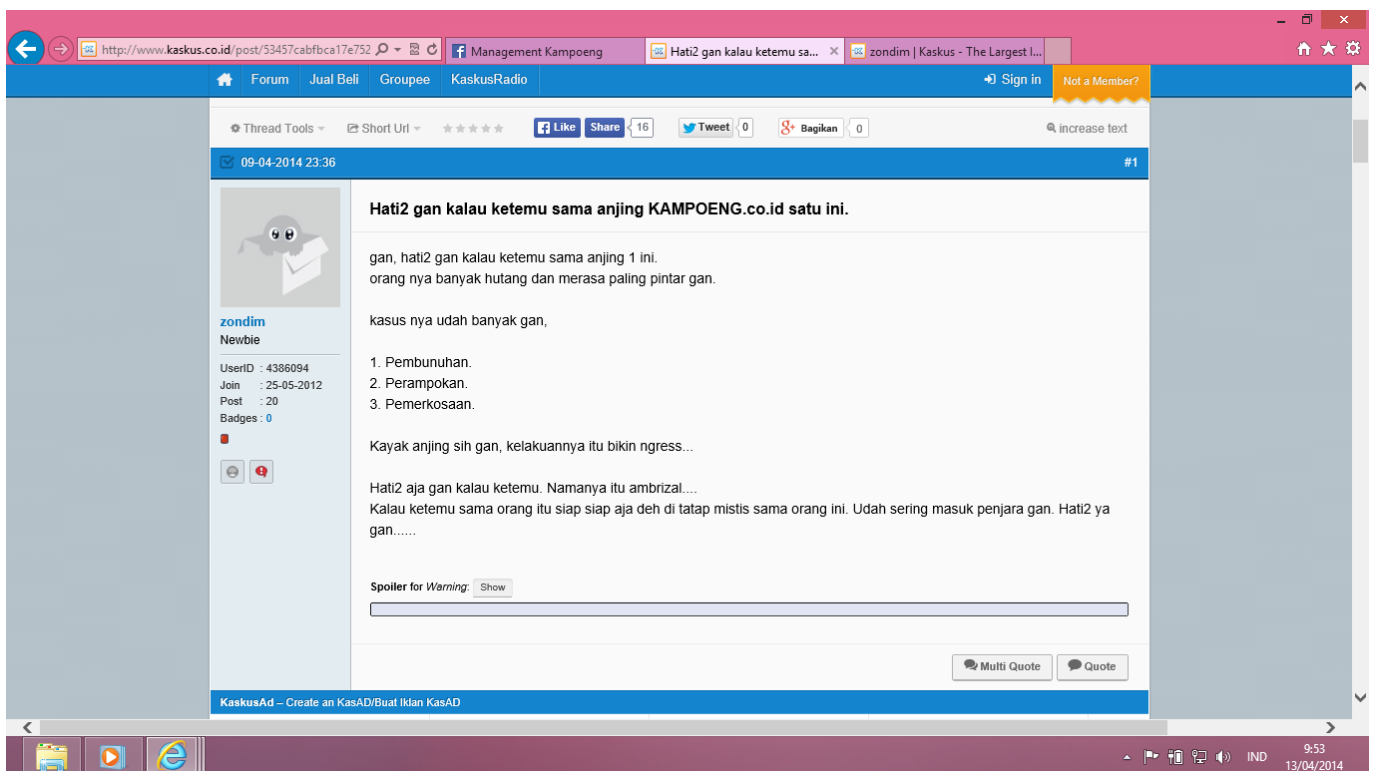 http://www.kaskus.co.id/post/53457cabfbca17e752
Management Kampoeng
Hati2 gan kalau ketemu sa...
zondim | Kaskus - The Largest I...
Forum Jual Beli Groupee KaskusRadio Sign in Not a Member?
Thread Tools Short Url Like Share 16 Tweet 0 Bagikan 0 increase text
09-04-2014 23:36 #1
Hati2 gan kalau ketemu sama anjing KAMPOENG.co.id satu ini.
zondim
Newbie
UserID : 4386094
Join : 25-05-2012
Post : 20
Badges : 0
gan, hati2 gan kalau ketemu sama anjing 1 ini.
orang nya banyak hutang dan merasa paling pintar gan.
kasus nya udah banyak gan,
1. Pembunuhan.
2. Perampokan.
3. Pemerkosaan.
Kayak anjing sih gan, kelakuannya itu bikin ngress...
Hati2 aja gan kalau ketemu. Namanya itu ambrizal....
Kalau ketemu sama orang itu siap siap aja deh di tatap mistis sama orang ini. Udah sering masuk penjara gan. Hati2 ya
gan......
Spoiler for Warning: Show
Multi Quote Quote
KaskusAd – Create an KasAD/Buat Iklan KasAD
IND 9:53
13/04/2014